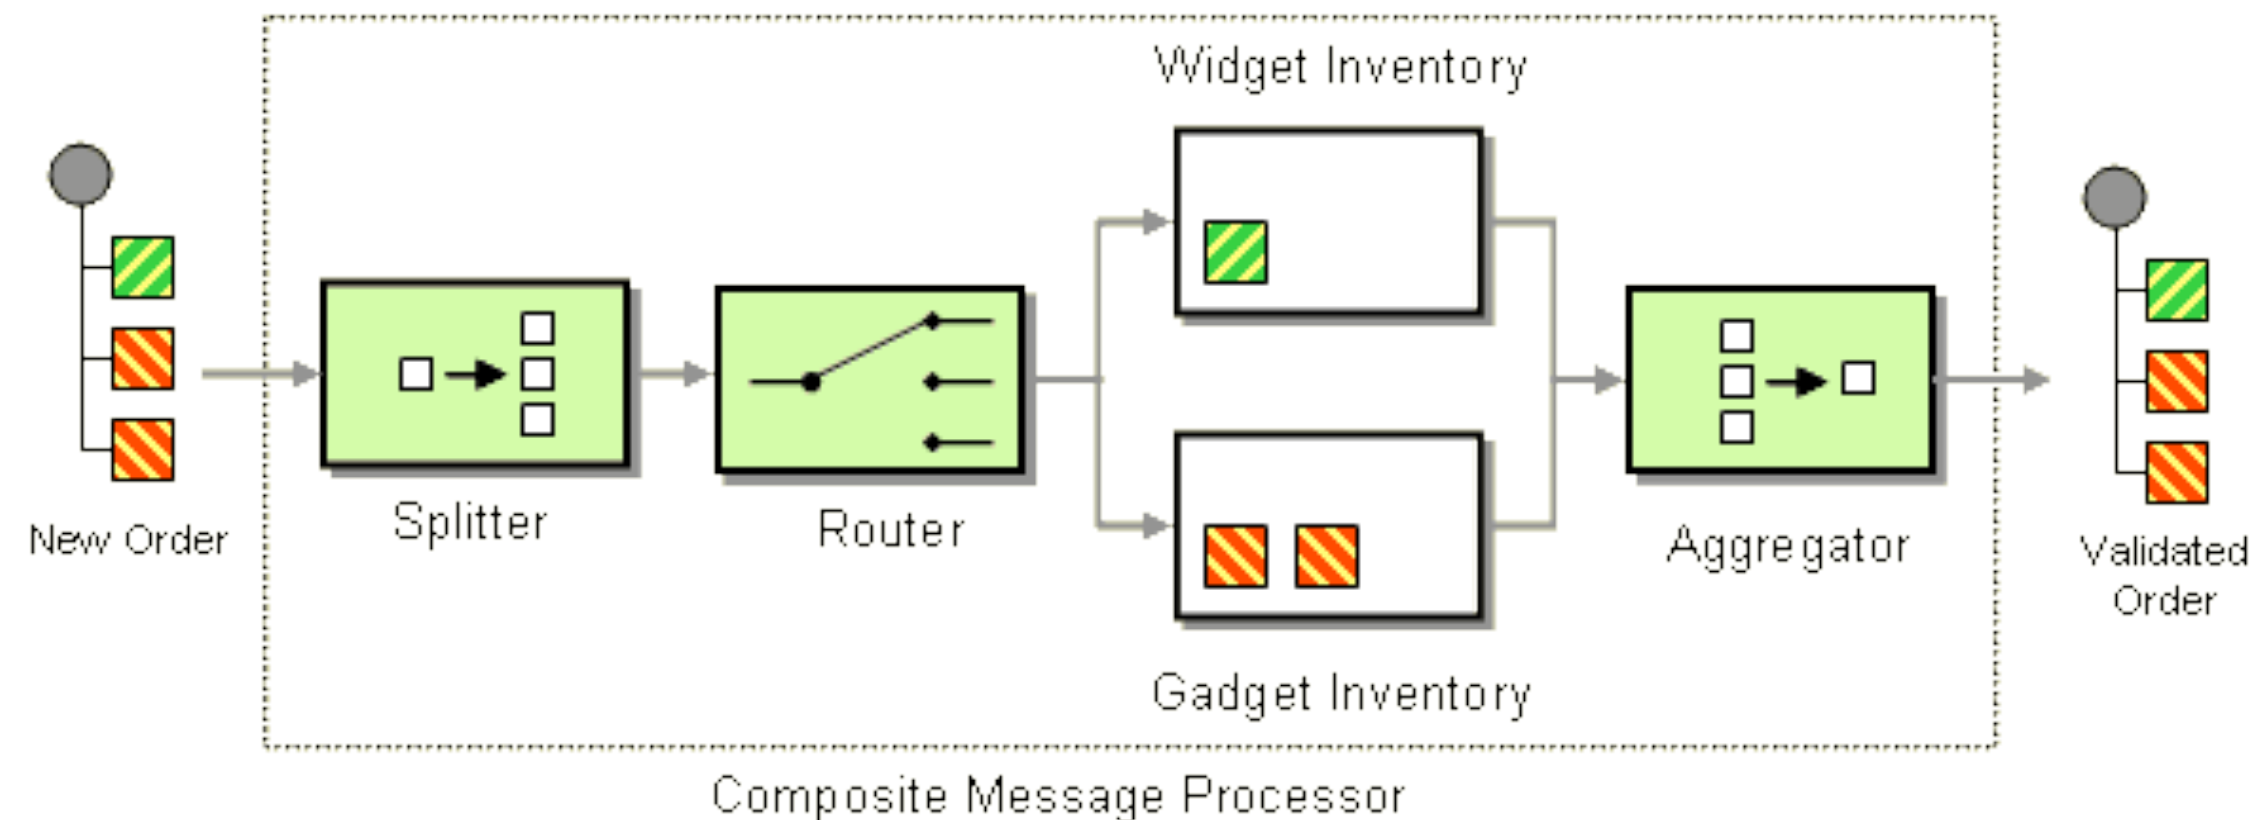 Widget Inventory
New Order
Splitter
Router
Aggregator
Validated
Order
Gadget Inventory
Composite Message Processor